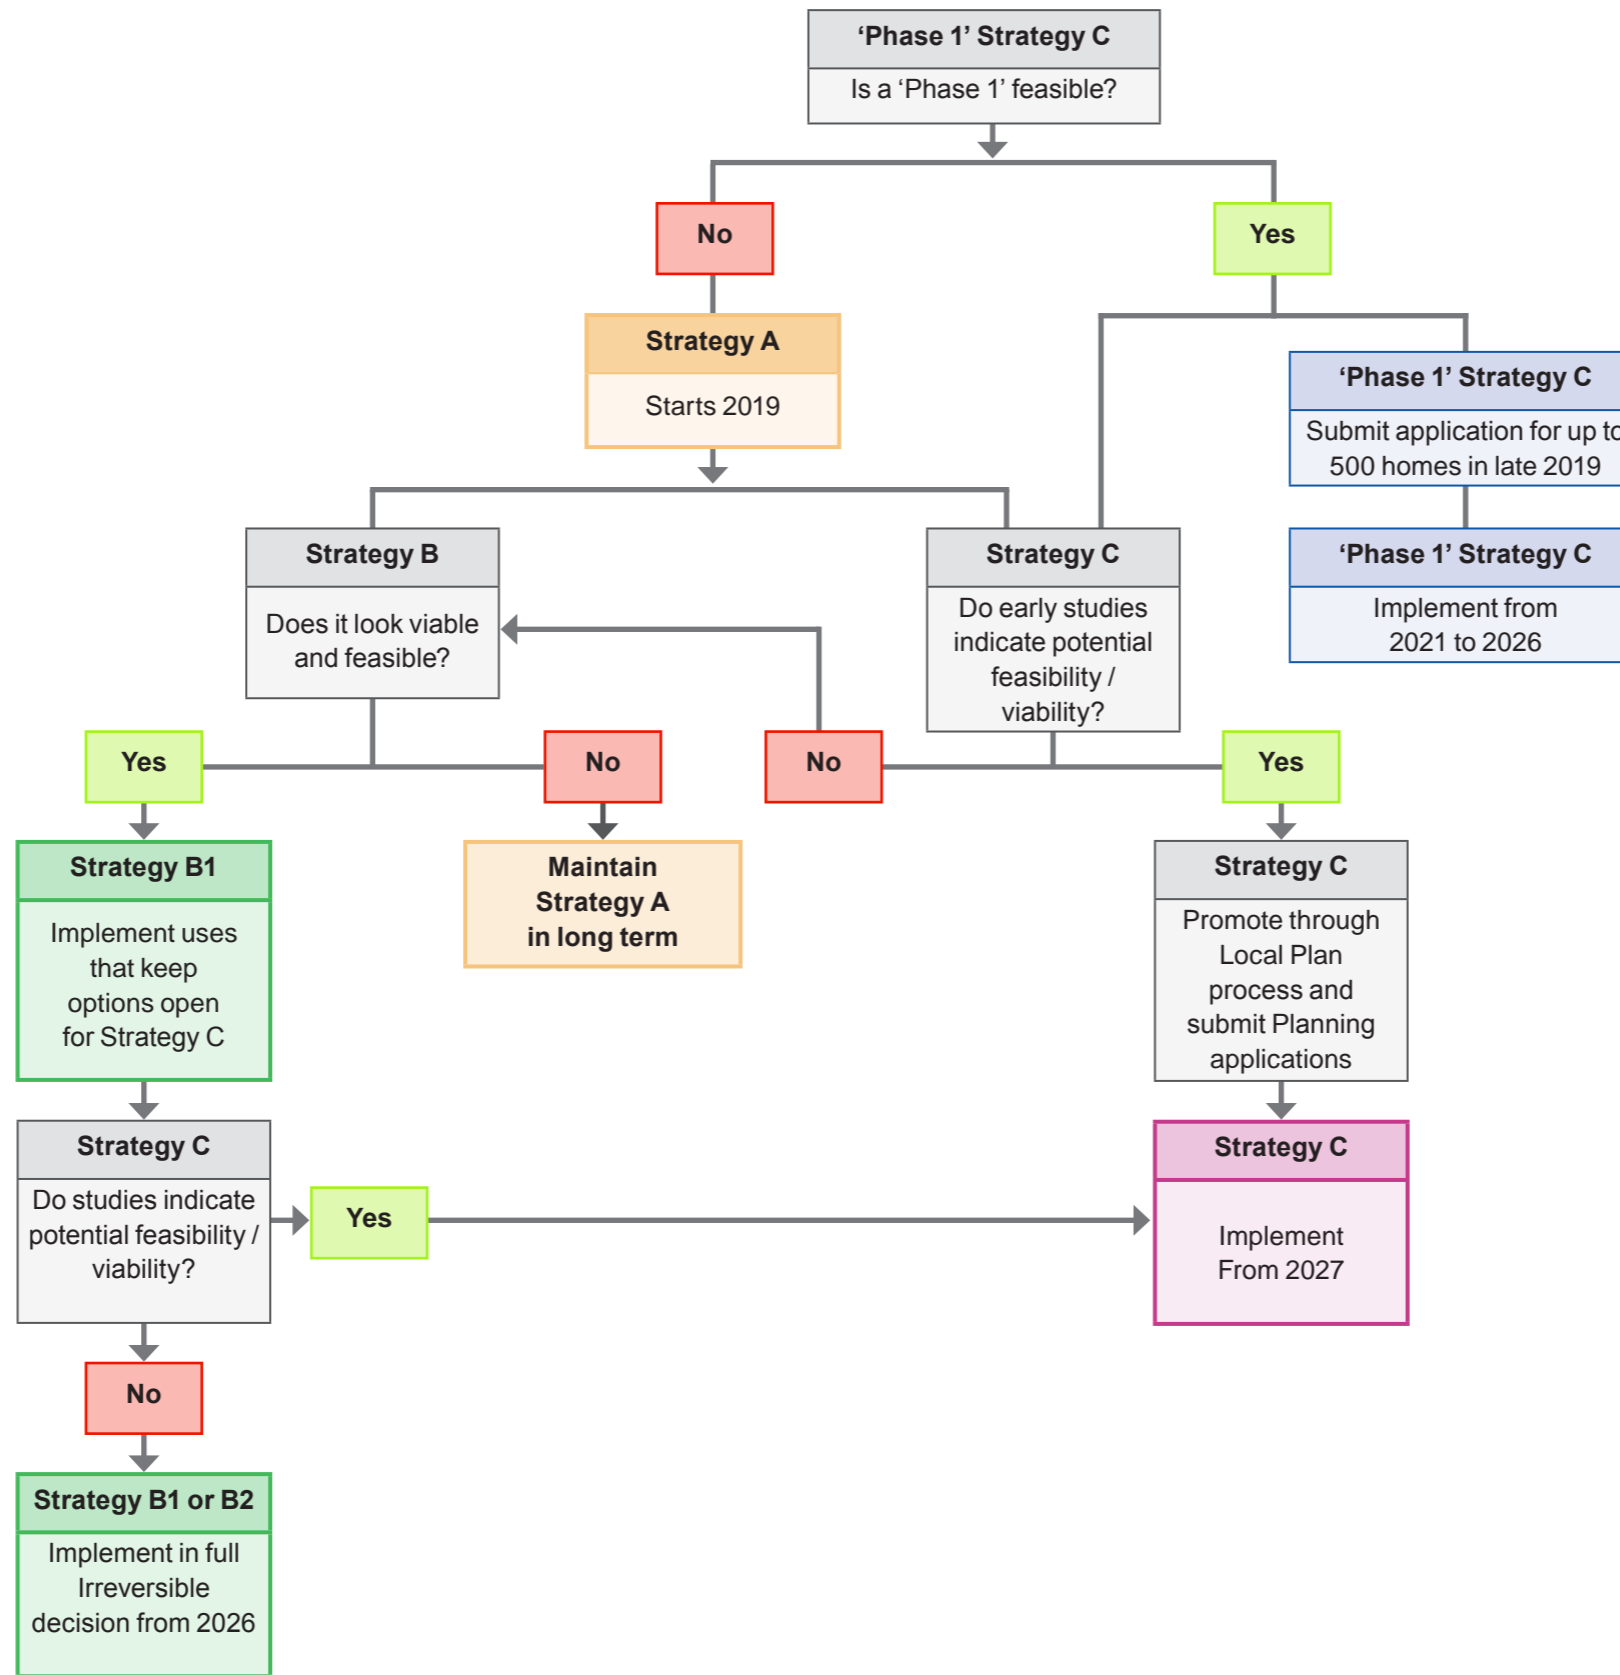 ‘Phase 1’ Strategy C
Is a ‘Phase 1’ feasible?
No
Yes
Strategy A
Starts 2019
‘Phase 1’ Strategy C
Submit application for up to
500 homes in late 2019
‘Phase 1’ Strategy C
Implement from
2021 to 2026
Strategy B
Does it look viable
and feasible?
Strategy C
Do early studies
indicate potential
feasibility /
viability?
Yes
No
No
Yes
Strategy B1
Implement uses
that keep
options open
for Strategy C
Maintain
Strategy A
in long term
Strategy C
Promote through
Local Plan
process and
submit Planning
applications
Strategy C
Do studies indicate
potential feasibility /
viability?
Yes
Strategy C
Implement
From 2027
No
Strategy B1 or B2
Implement in full
Irreversible
decision from 2026